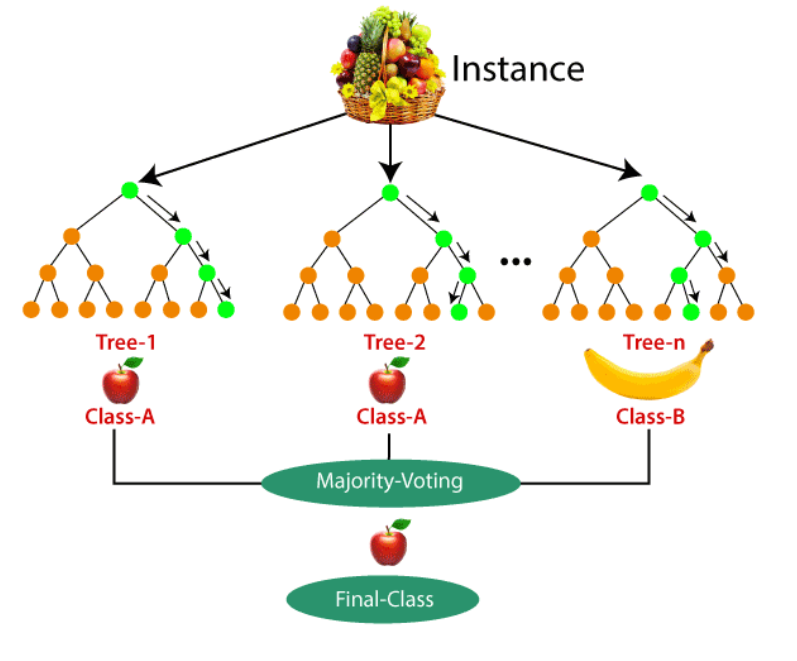 Instance
...
Tree-1
Tree-2
Tree-n
Class-A
Class-A
Class-B
Majority-Voting
Final-Class